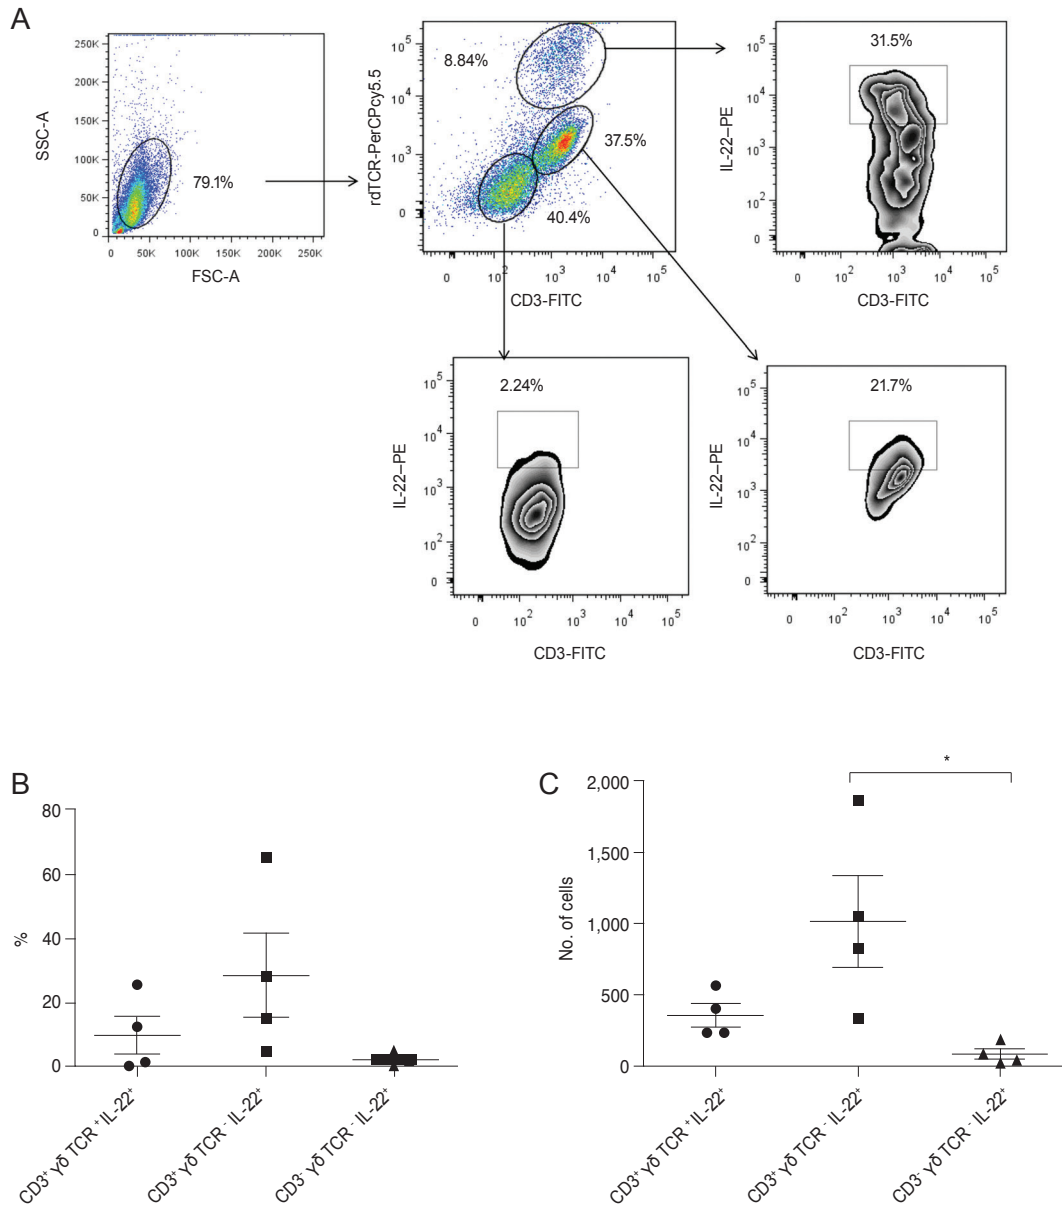 A
250K
200K
150K
100K
50K
0
SSC-A
79.1%
0 50K 100K 150K 200K 250K
FSC-A
10⁵
10⁴
10³
0
rdTCR-PerCPcy5.5
8.84%
37.5%
40.4%
0 10² 10³ 10⁴ 10⁵
CD3-FITC
31.5%
10⁵
10⁴
10³
10²
0
IL-22–PE
0 10² 10³ 10⁴ 10⁵
CD3-FITC
2.24%
10⁵
10⁴
10³
10²
0
IL-22–PE
0 10² 10³ 10⁴ 10⁵
CD3-FITC
21.7%
10⁵
10⁴
10³
10²
0
IL-22–PE
0 10² 10³ 10⁴ 10⁵
CD3-FITC
B
80
60
40
20
0
%
CD3⁺ γδ TCR⁺ IL-22⁺
CD3⁺ γδ TCR⁻ IL-22⁺
CD3⁻ γδ TCR⁻ IL-22⁺
C
*
2,000
1,500
1,000
500
0
No. of cells
CD3⁺ γδ TCR⁺ IL-22⁺
CD3⁺ γδ TCR⁻ IL-22⁺
CD3⁻ γδ TCR⁻ IL-22⁺